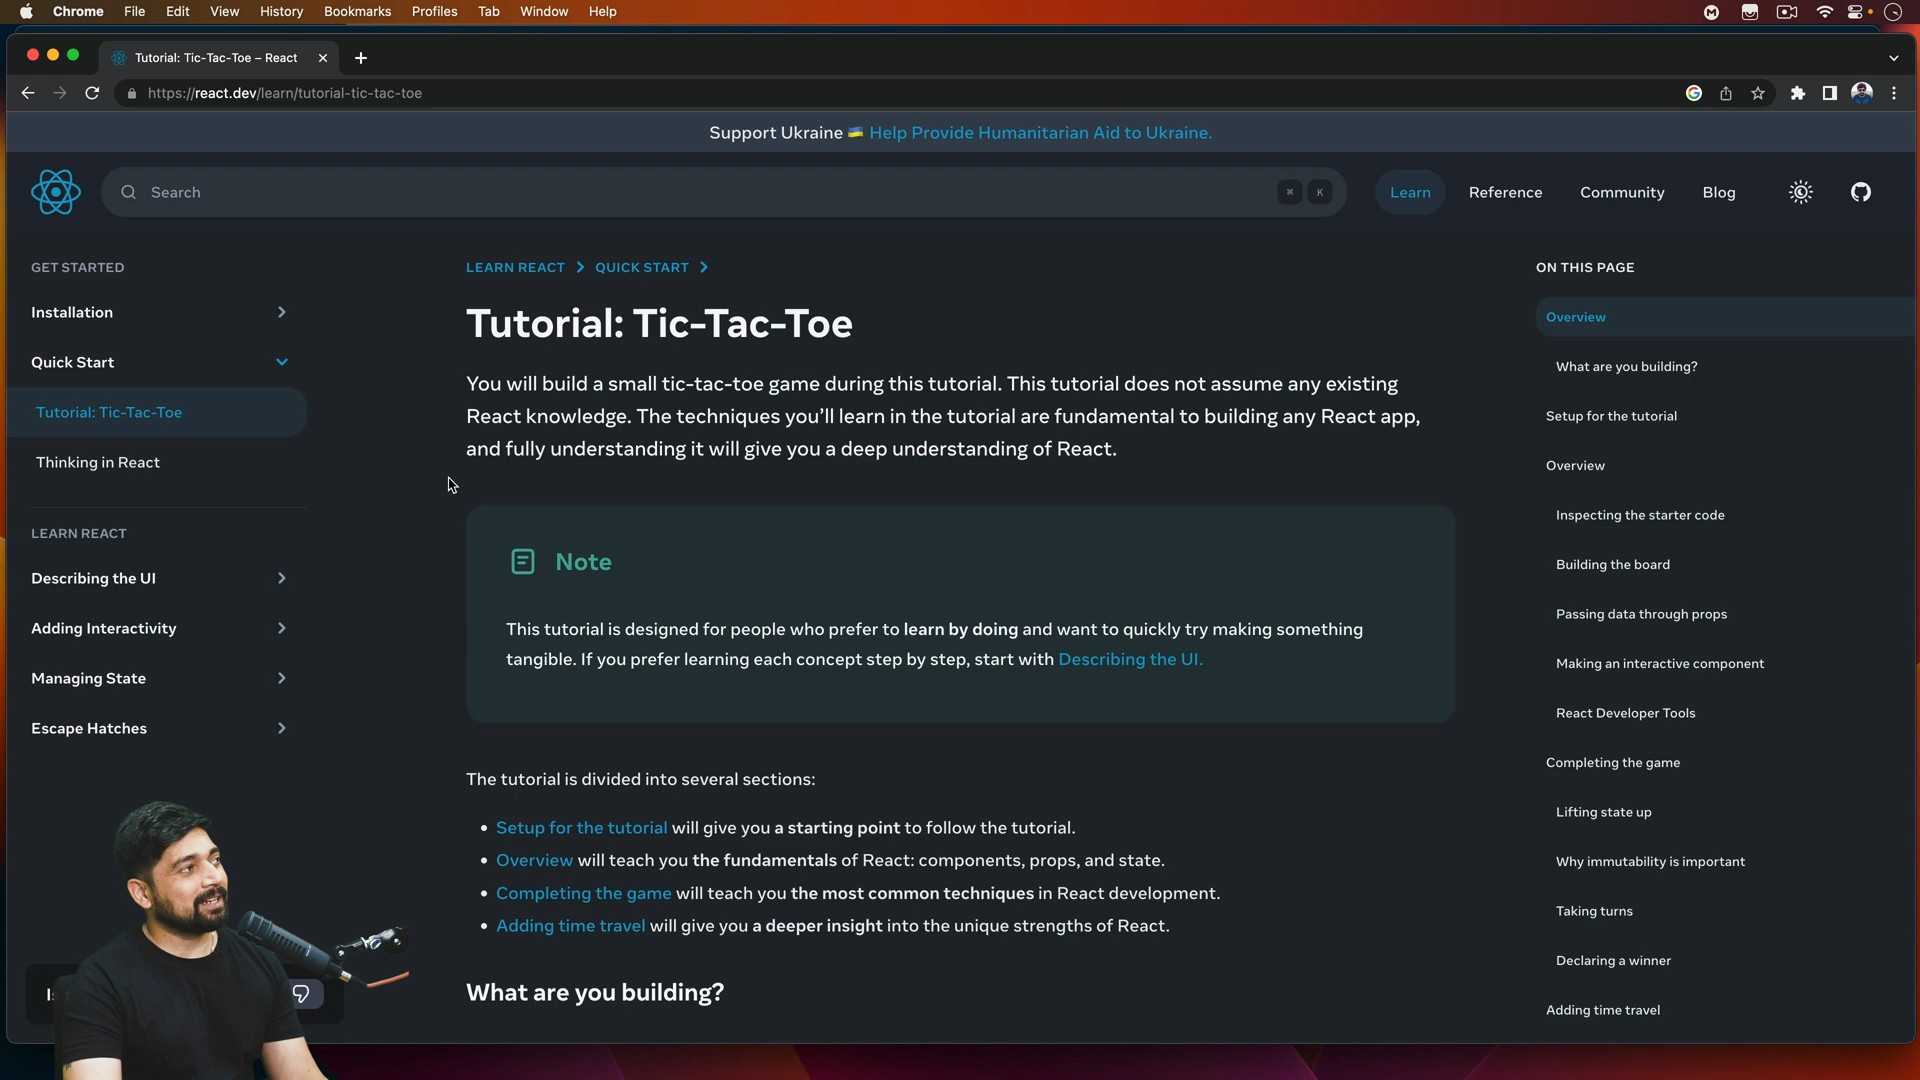 Chrome File Edit View History Bookmarks Profiles Tab Window Help
Tutorial: Tic-Tac-Toe – React
https://react.dev/learn/tutorial-tic-tac-toe
Support Ukraine 🇺🇦 Help Provide Humanitarian Aid to Ukraine.
Search
⌘ K
Learn
Reference
Community
Blog
GET STARTED
Installation
Quick Start
Tutorial: Tic-Tac-Toe
Thinking in React
LEARN REACT
Describing the UI
Adding Interactivity
Managing State
Escape Hatches
LEARN REACT > QUICK START >
Tutorial: Tic-Tac-Toe
You will build a small tic-tac-toe game during this tutorial. This tutorial does not assume any existing
React knowledge. The techniques you’ll learn in the tutorial are fundamental to building any React app,
and fully understanding it will give you a deep understanding of React.
Note
This tutorial is designed for people who prefer to learn by doing and want to quickly try making something
tangible. If you prefer learning each concept step by step, start with Describing the UI.
The tutorial is divided into several sections:
• Setup for the tutorial will give you a starting point to follow the tutorial.
• Overview will teach you the fundamentals of React: components, props, and state.
• Completing the game will teach you the most common techniques in React development.
• Adding time travel will give you a deeper insight into the unique strengths of React.
What are you building?
ON THIS PAGE
Overview
What are you building?
Setup for the tutorial
Overview
Inspecting the starter code
Building the board
Passing data through props
Making an interactive component
React Developer Tools
Completing the game
Lifting state up
Why immutability is important
Taking turns
Declaring a winner
Adding time travel